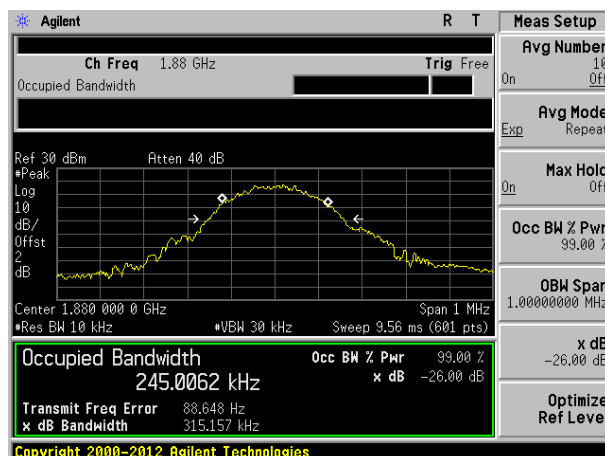 Agilent R T Meas Setup
Ch Freq 1.88 GHz Trig Free
Occupied Bandwidth
Ref 30 dBm Atten 40 dB
#Peak
Log
10
dB/
Offst
2
dB
Center 1.880 000 0 GHz Span 1 MHz
#Res BW 10 kHz #VBW 30 kHz Sweep 9.56 ms (601 pts)
Occupied Bandwidth Occ BW % Pwr 99.00 %
245.0062 kHz x dB -26.00 dB
Transmit Freq Error 88.648 Hz
x dB Bandwidth 315.157 kHz
Copyright 2000-2012 Agilent Technologies
Avg Number
10
On Off
Avg Mode
Exp Repeat
Max Hold
On Off
Occ BW % Pwr
99.00 %
OBW Span
1.00000000 MHz
x dB
-26.00 dB
Optimize
Ref Level